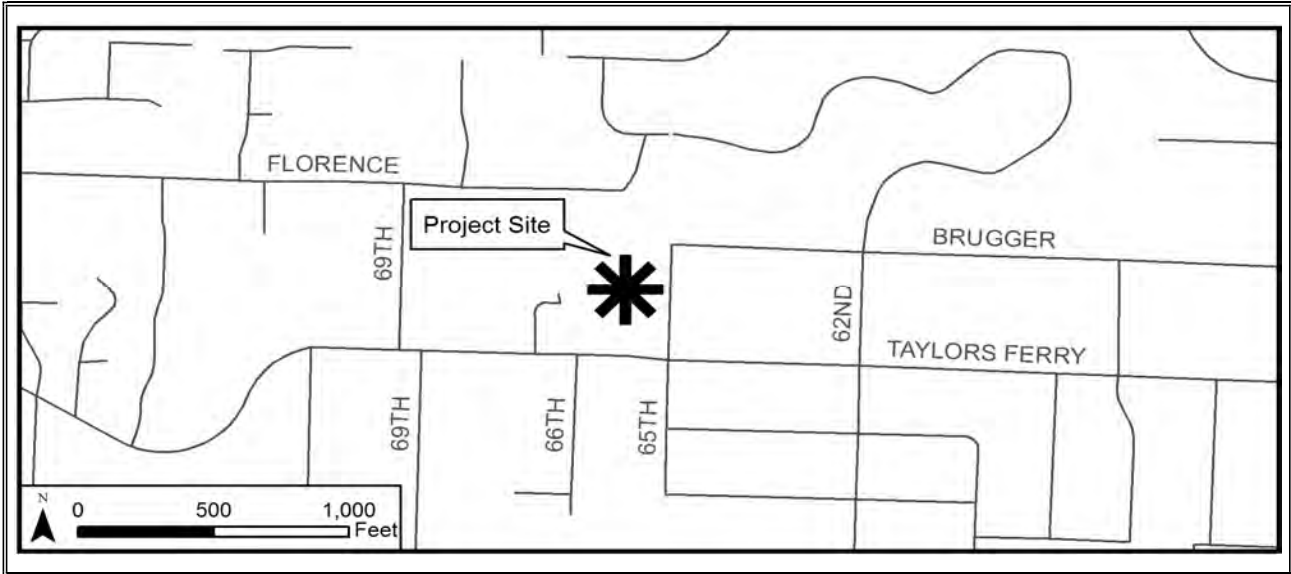 FLORENCE
69TH
Project Site
BRUGGER
62ND
TAYLORS FERRY
69TH
66TH
65TH
N
0 500 1,000
Feet